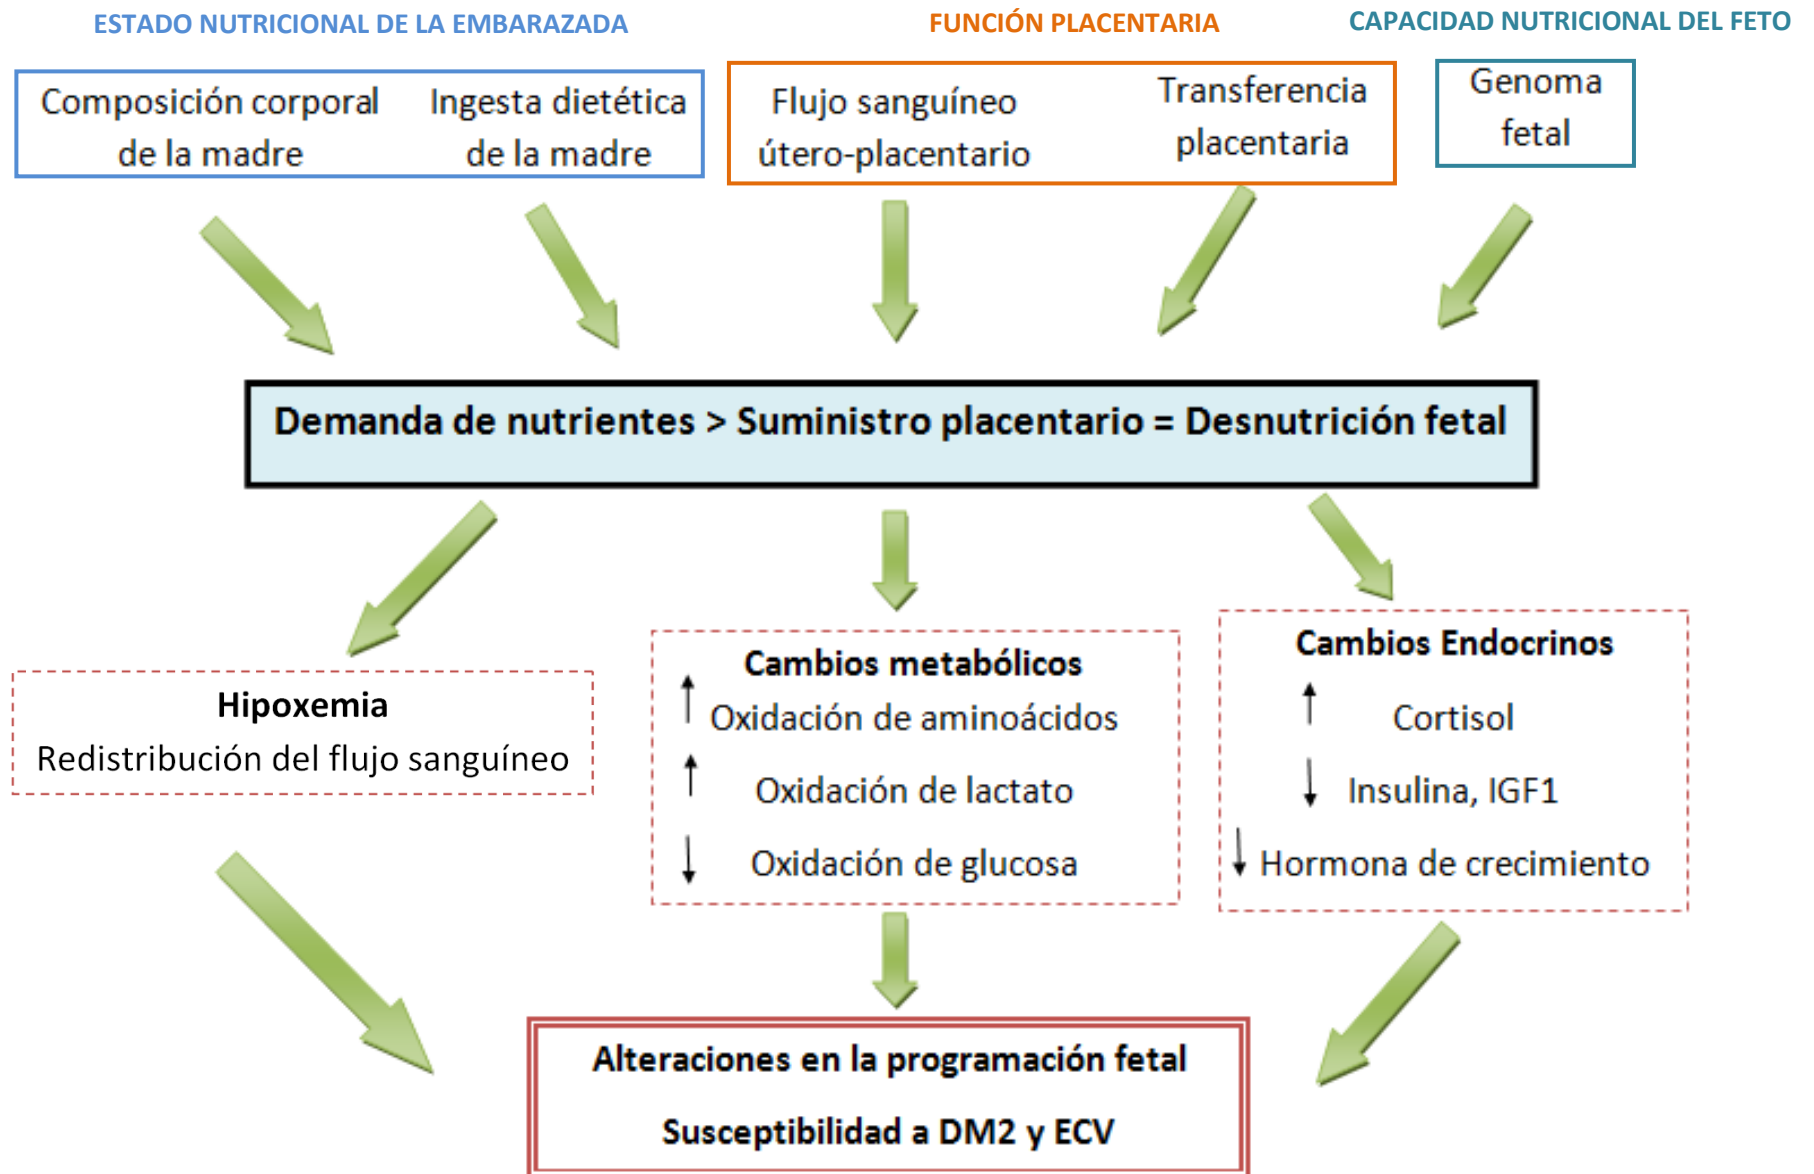 ESTADO NUTRICIONAL DE LA EMBARAZADA
FUNCIÓN PLACENTARIA
CAPACIDAD NUTRICIONAL DEL FETO
Composición corporal
de la madre
Ingesta dietética
de la madre
Flujo sanguíneo
útero-placentario
Transferencia
placentaria
Genoma
fetal
Demanda de nutrientes > Suministro placentario = Desnutrición fetal
Hipoxemia
Redistribución del flujo sanguíneo
Cambios metabólicos
↑ Oxidación de aminoácidos
↑ Oxidación de lactato
↓ Oxidación de glucosa
Cambios Endocrinos
↑ Cortisol
↓ Insulina, IGF1
↓ Hormona de crecimiento
Alteraciones en la programación fetal
Susceptibilidad a DM2 y ECV